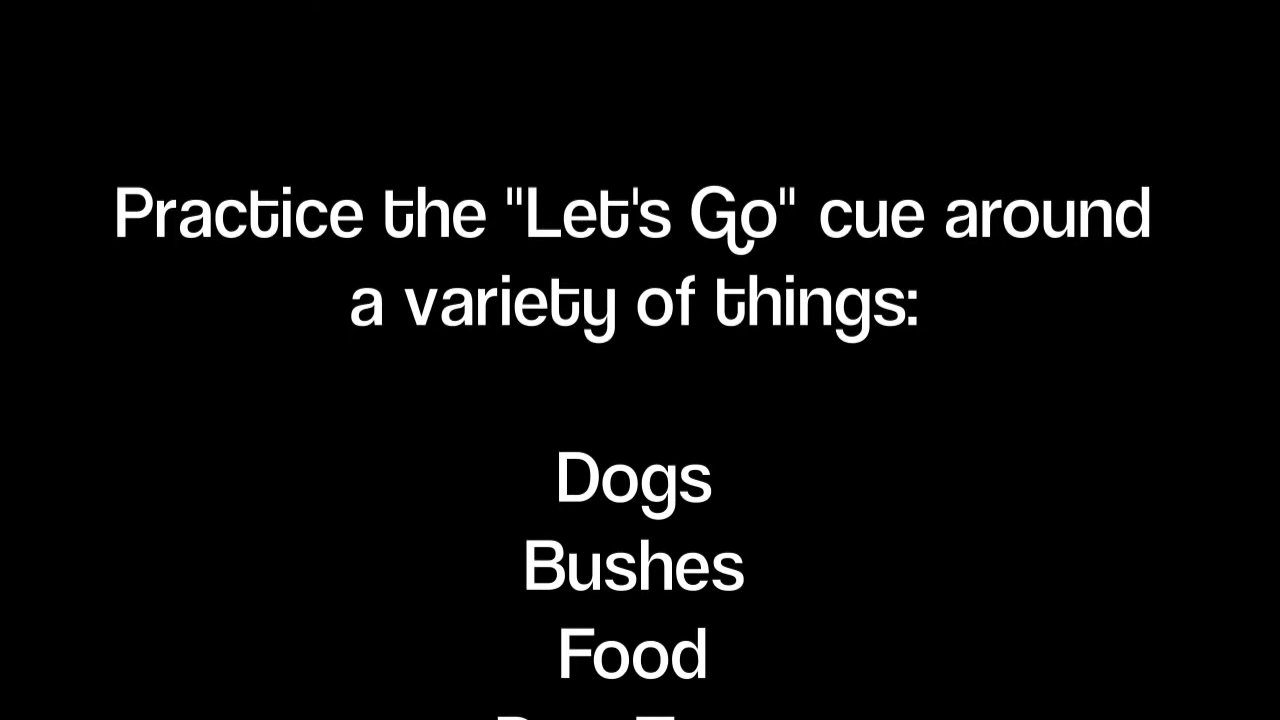 Practice the "Let's Go" cue around
a variety of things:
Dogs
Bushes
Food